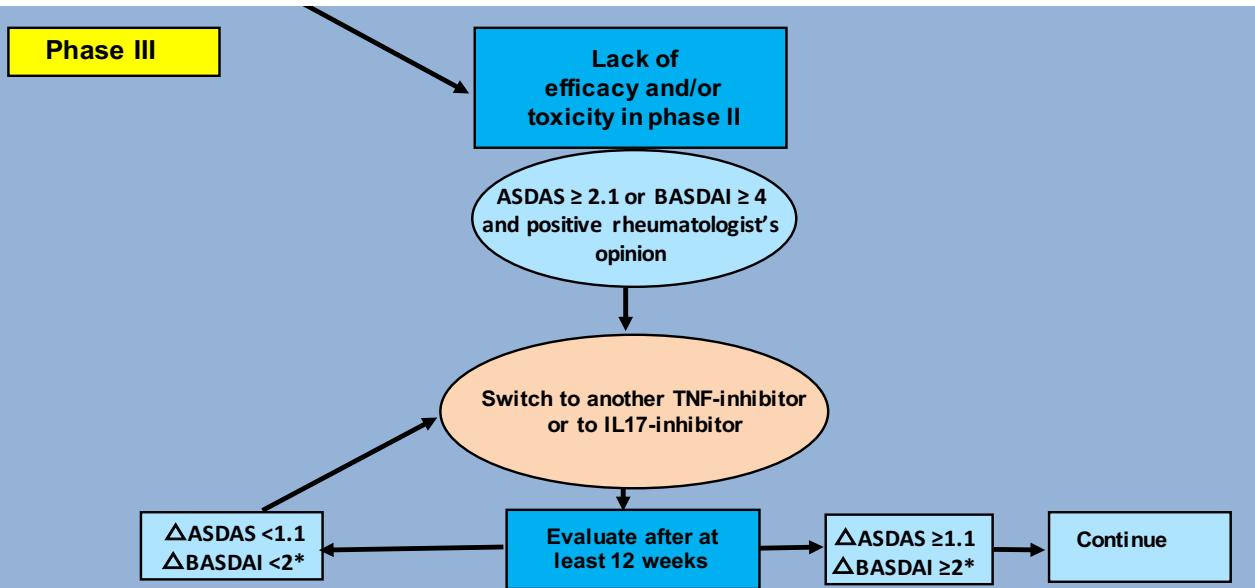 Phase III
Lack of
efficacy and/or
toxicity in phase II
ASDAS ≥ 2.1 or BASDAI ≥ 4
and positive rheumatologist's
opinion
Switch to another TNF-inhibitor
or to IL17-inhibitor
△ASDAS <1.1
△BASDAI <2*
Evaluate after at
least 12 weeks
△ASDAS ≥1.1
△BASDAI ≥2*
Continue